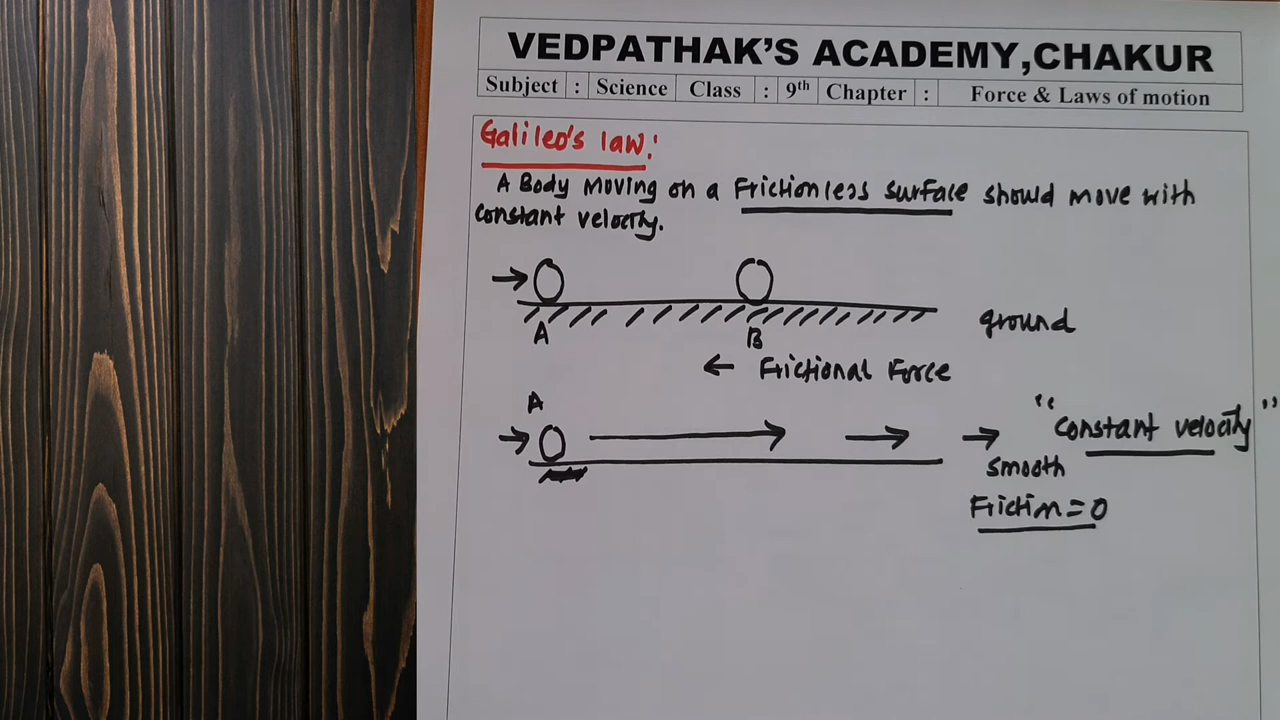 VEDPATHAK'S ACADEMY,CHAKUR
Subject : Science Class : 9th Chapter : Force & Laws of motion
Galileo's law:
A Body Moving on a Frictionless surface should move with
constant velocity.
A B ground
← Frictional Force
A
"constant velocity"
smooth
Friction = 0